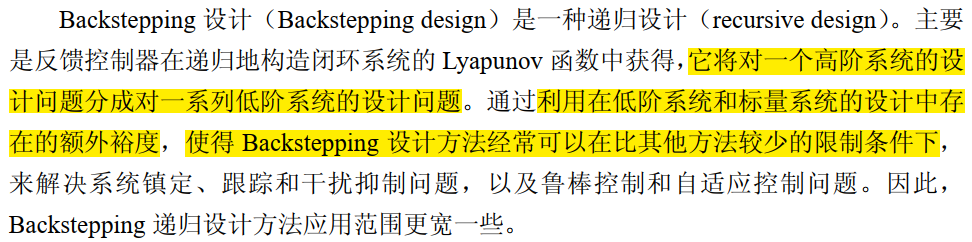 Backstepping 设计（Backstepping design）是一种递归设计（recursive design）。主要
是反馈控制器在递归地构造闭环系统的 Lyapunov 函数中获得，它将对一个高阶系统的设
计问题分成对一系列低阶系统的设计问题。通过利用在低阶系统和标量系统的设计中存
在的额外裕度，使得 Backstepping 设计方法经常可以在比其他方法较少的限制条件下，
来解决系统镇定、跟踪和干扰抑制问题，以及鲁棒控制和自适应控制问题。因此，
Backstepping 递归设计方法应用范围更宽一些。